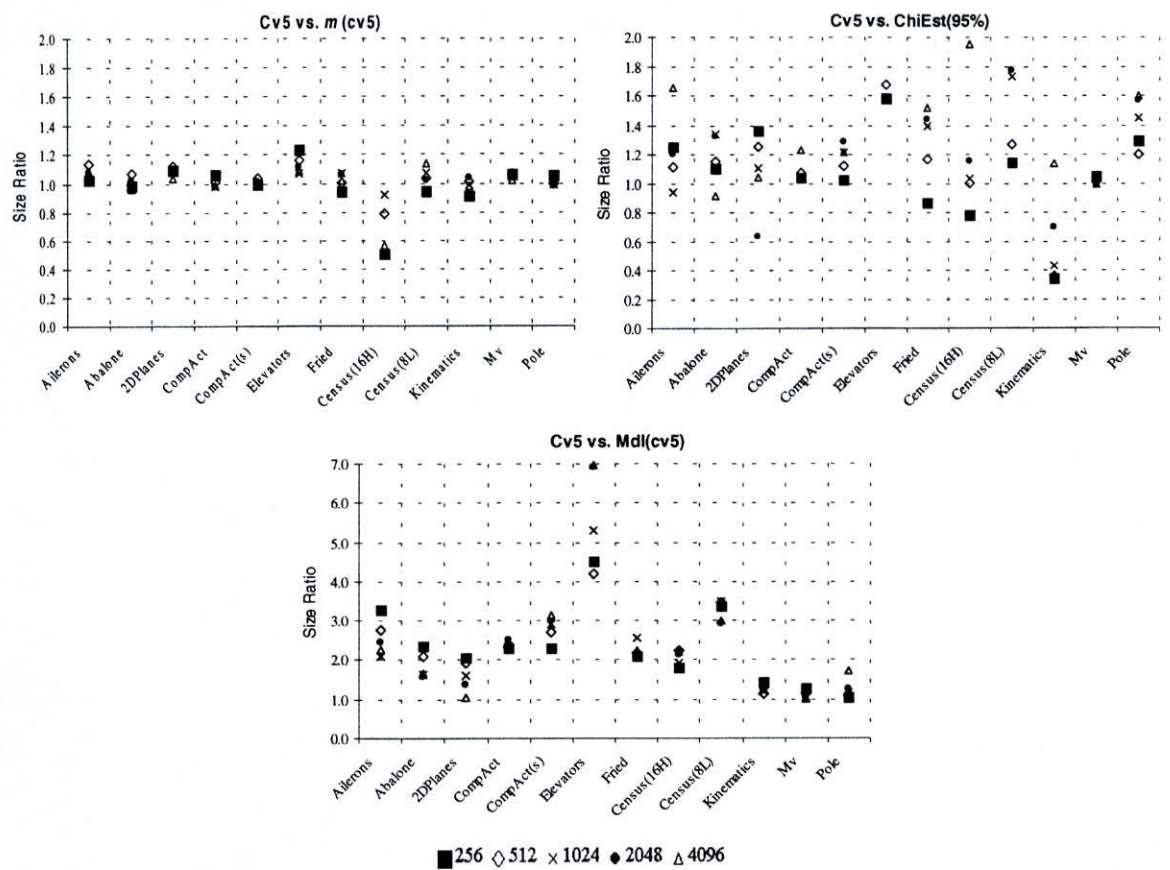 Cv5 vs. m (cv5)
Size Ratio
2.0
1.8
1.6
1.4
1.2
1.0
0.8
0.6
0.4
0.2
0.0
Ailerons
Abalone
2DPlanes
CompAct
CompAct(s)
Elevators
Fried
Census(16H)
Census(8L)
Kinematics
Mv
Pole
Cv5 vs. ChiEst(95%)
Size Ratio
2.0
1.8
1.6
1.4
1.2
1.0
0.8
0.6
0.4
0.2
0.0
Ailerons
Abalone
2DPlanes
CompAct
CompAct(s)
Elevators
Fried
Census(16H)
Census(8L)
Kinematics
Mv
Pole
Cv5 vs. Mdl(cv5)
Size Ratio
7.0
6.0
5.0
4.0
3.0
2.0
1.0
0.0
Ailerons
Abalone
2DPlanes
CompAct
CompAct(s)
Elevators
Fried
Census(16H)
Census(8L)
Kinematics
Mv
Pole
256 512 1024 2048 4096